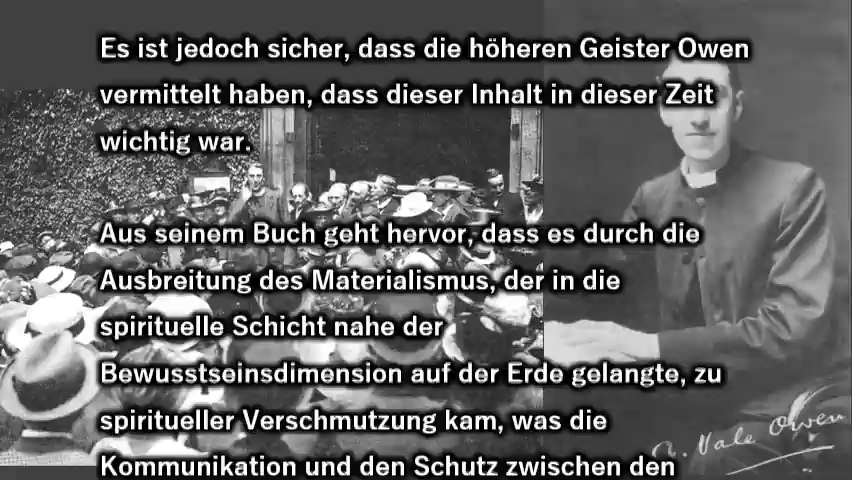 Es ist jedoch sicher, dass die höheren Geister Owen
vermittelt haben, dass dieser Inhalt in dieser Zeit
wichtig war.
Aus seinem Buch geht hervor, dass es durch die
Ausbreitung des Materialismus, der in die
spirituelle Schicht nahe der
Bewusstseinsdimension auf der Erde gelangte, zu
spiritueller Verschmutzung kam, was die
Kommunikation und den Schutz zwischen den
G. Vale Owen